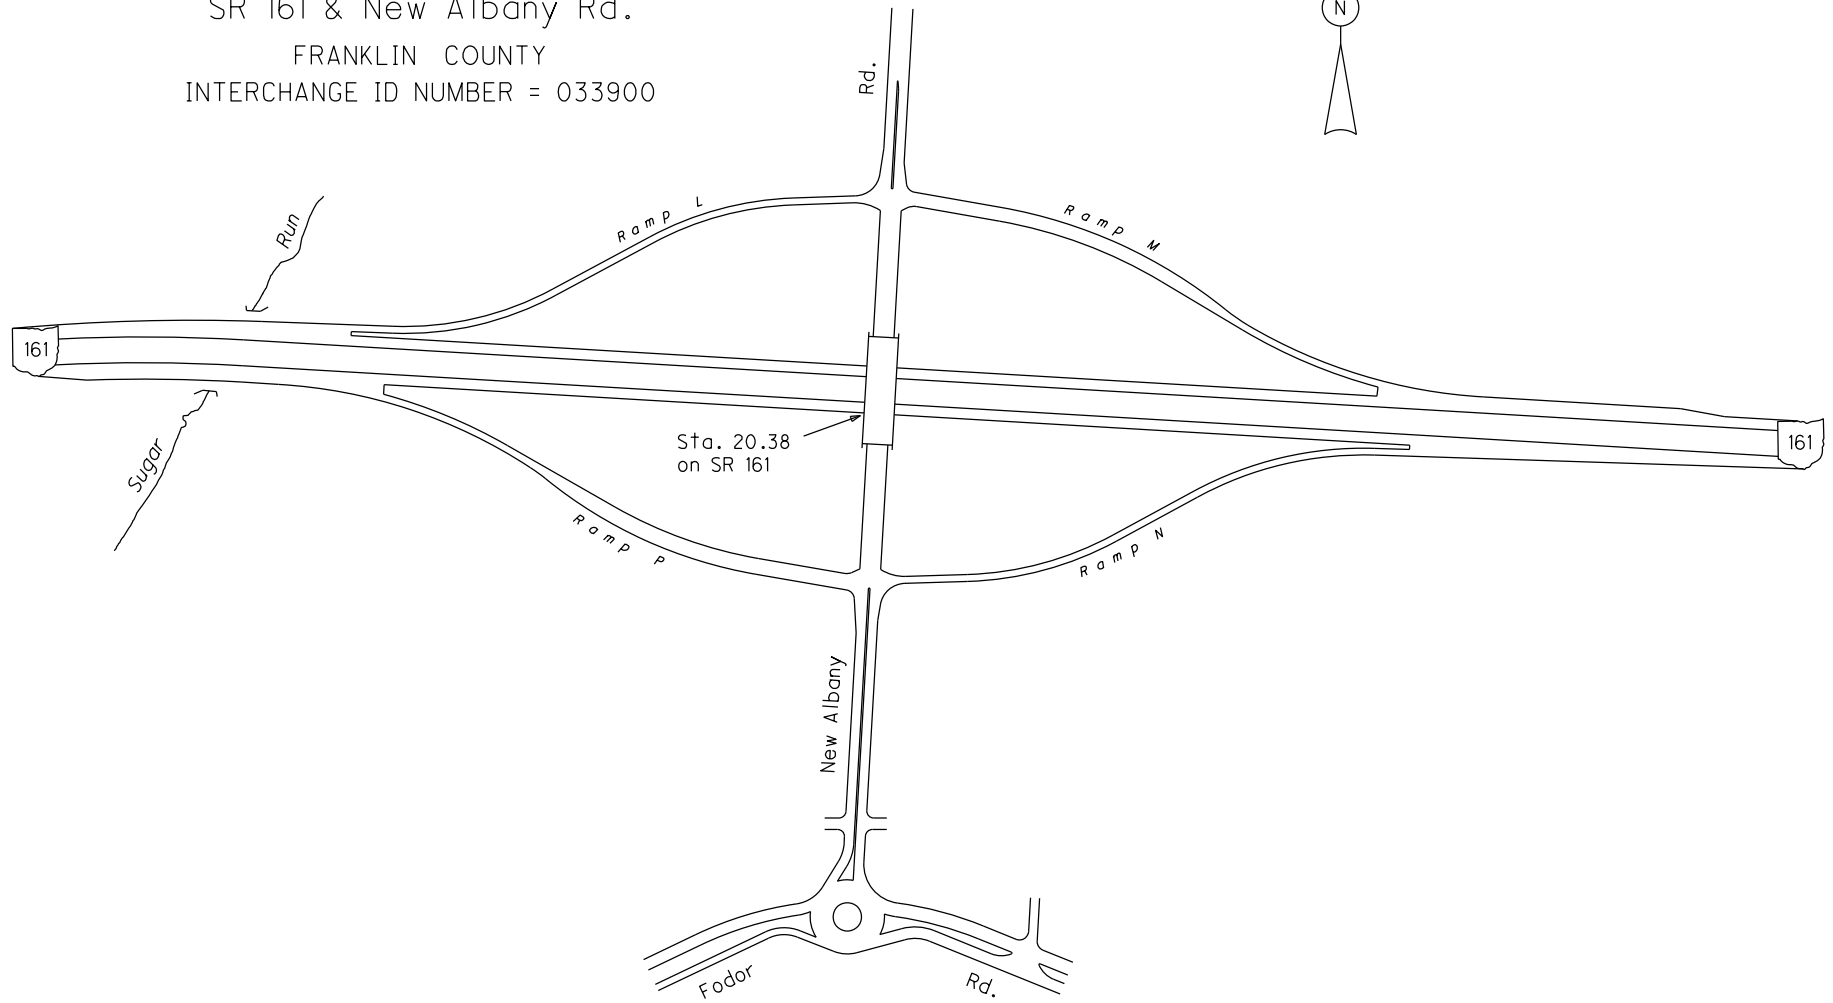 SR 161 & New Albany Rd.
FRANKLIN COUNTY
INTERCHANGE ID NUMBER = 033900
N
Rd.
Run
Ramp L
Ramp M
161
161
Sta. 20.38
on SR 161
Sugar
Ramp P
Ramp N
New Albany
Fodor
Rd.